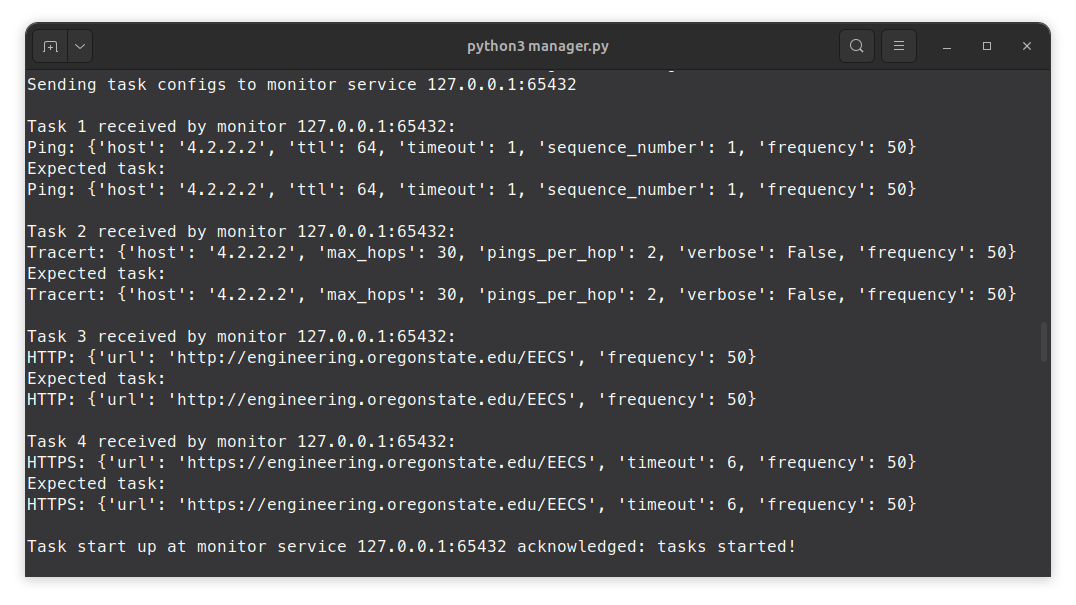 python3 manager.py
Sending task configs to monitor service 127.0.0.1:65432
Task 1 received by monitor 127.0.0.1:65432:
Ping: {'host': '4.2.2.2', 'ttl': 64, 'timeout': 1, 'sequence_number': 1, 'frequency': 50}
Expected task:
Ping: {'host': '4.2.2.2', 'ttl': 64, 'timeout': 1, 'sequence_number': 1, 'frequency': 50}
Task 2 received by monitor 127.0.0.1:65432:
Tracert: {'host': '4.2.2.2', 'max_hops': 30, 'pings_per_hop': 2, 'verbose': False, 'frequency': 50}
Expected task:
Tracert: {'host': '4.2.2.2', 'max_hops': 30, 'pings_per_hop': 2, 'verbose': False, 'frequency': 50}
Task 3 received by monitor 127.0.0.1:65432:
HTTP: {'url': 'http://engineering.oregonstate.edu/EECS', 'frequency': 50}
Expected task:
HTTP: {'url': 'http://engineering.oregonstate.edu/EECS', 'frequency': 50}
Task 4 received by monitor 127.0.0.1:65432:
HTTPS: {'url': 'https://engineering.oregonstate.edu/EECS', 'timeout': 6, 'frequency': 50}
Expected task:
HTTPS: {'url': 'https://engineering.oregonstate.edu/EECS', 'timeout': 6, 'frequency': 50}
Task start up at monitor service 127.0.0.1:65432 acknowledged: tasks started!